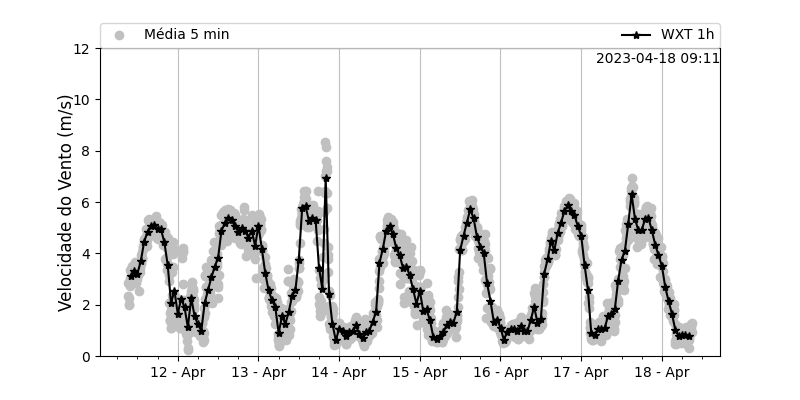 Média 5 min
WXT 1h
2023-04-18 09:11
Velocidade do Vento (m/s)
12
10
8
6
4
2
0
12 - Apr
13 - Apr
14 - Apr
15 - Apr
16 - Apr
17 - Apr
18 - Apr